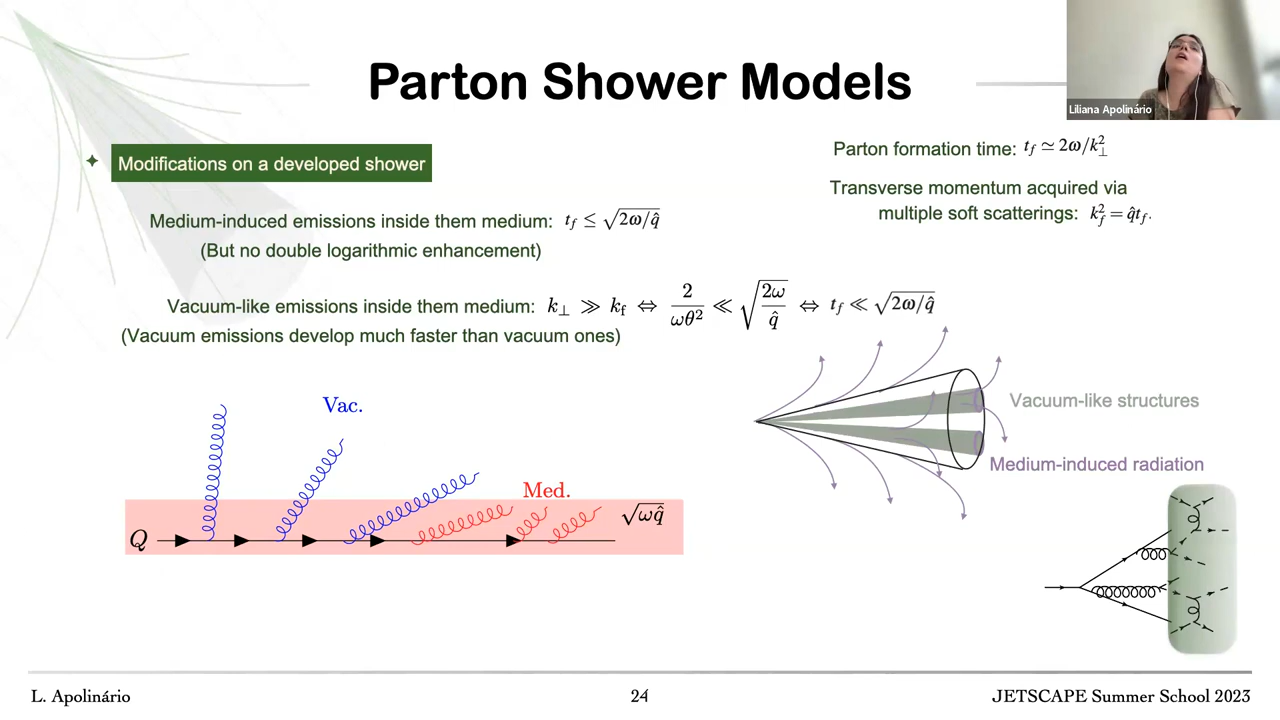 Parton Shower Models
Liliana Apolinário
✦ Modifications on a developed shower
Parton formation time: t_f ≃ 2ω/k_⊥^2
Transverse momentum acquired via
multiple soft scatterings: k_f^2 = q̂t_f.
Medium-induced emissions inside them medium: t_f ≤ √(2ω/q̂)
(But no double logarithmic enhancement)
Vacuum-like emissions inside them medium: k_⊥ ≫ k_f ⇔ 2/(ωθ^2) ≪ √(2ω/q̂) ⇔ t_f ≪ √(2ω/q̂)
(Vacuum emissions develop much faster than vacuum ones)
Vac.
Vacuum-like structures
Medium-induced radiation
Med.
√(ωq̂)
Q
L. Apolinário
24
JETSCAPE Summer School 2023